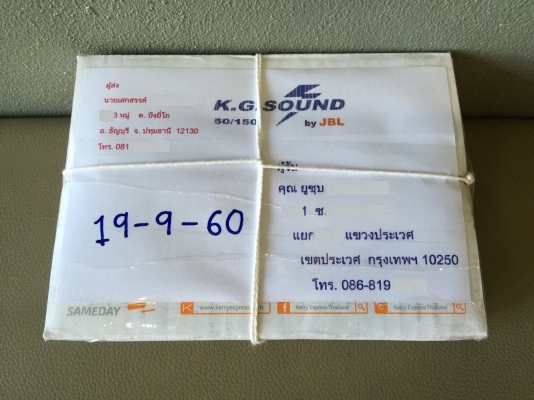 ผู้ส่ง
นายเสกสรรค์
3 หมู่ ต. บึงยี่โถ
อ. ธัญบุรี จ. ปทุมธานี 12130
โทร. 081
K.G.SOUND
50/150
by JBL
ผู้รับ
คุณ ยูซุบ
1 ซ.
แยก แขวงประเวศ
เขตประเวศ กรุงเทพฯ 10250
โทร. 086-819
19-9-60
SAMEDAY
www.kerryexpress.com
Kerry Express Thailand
Kerry Express Thailand